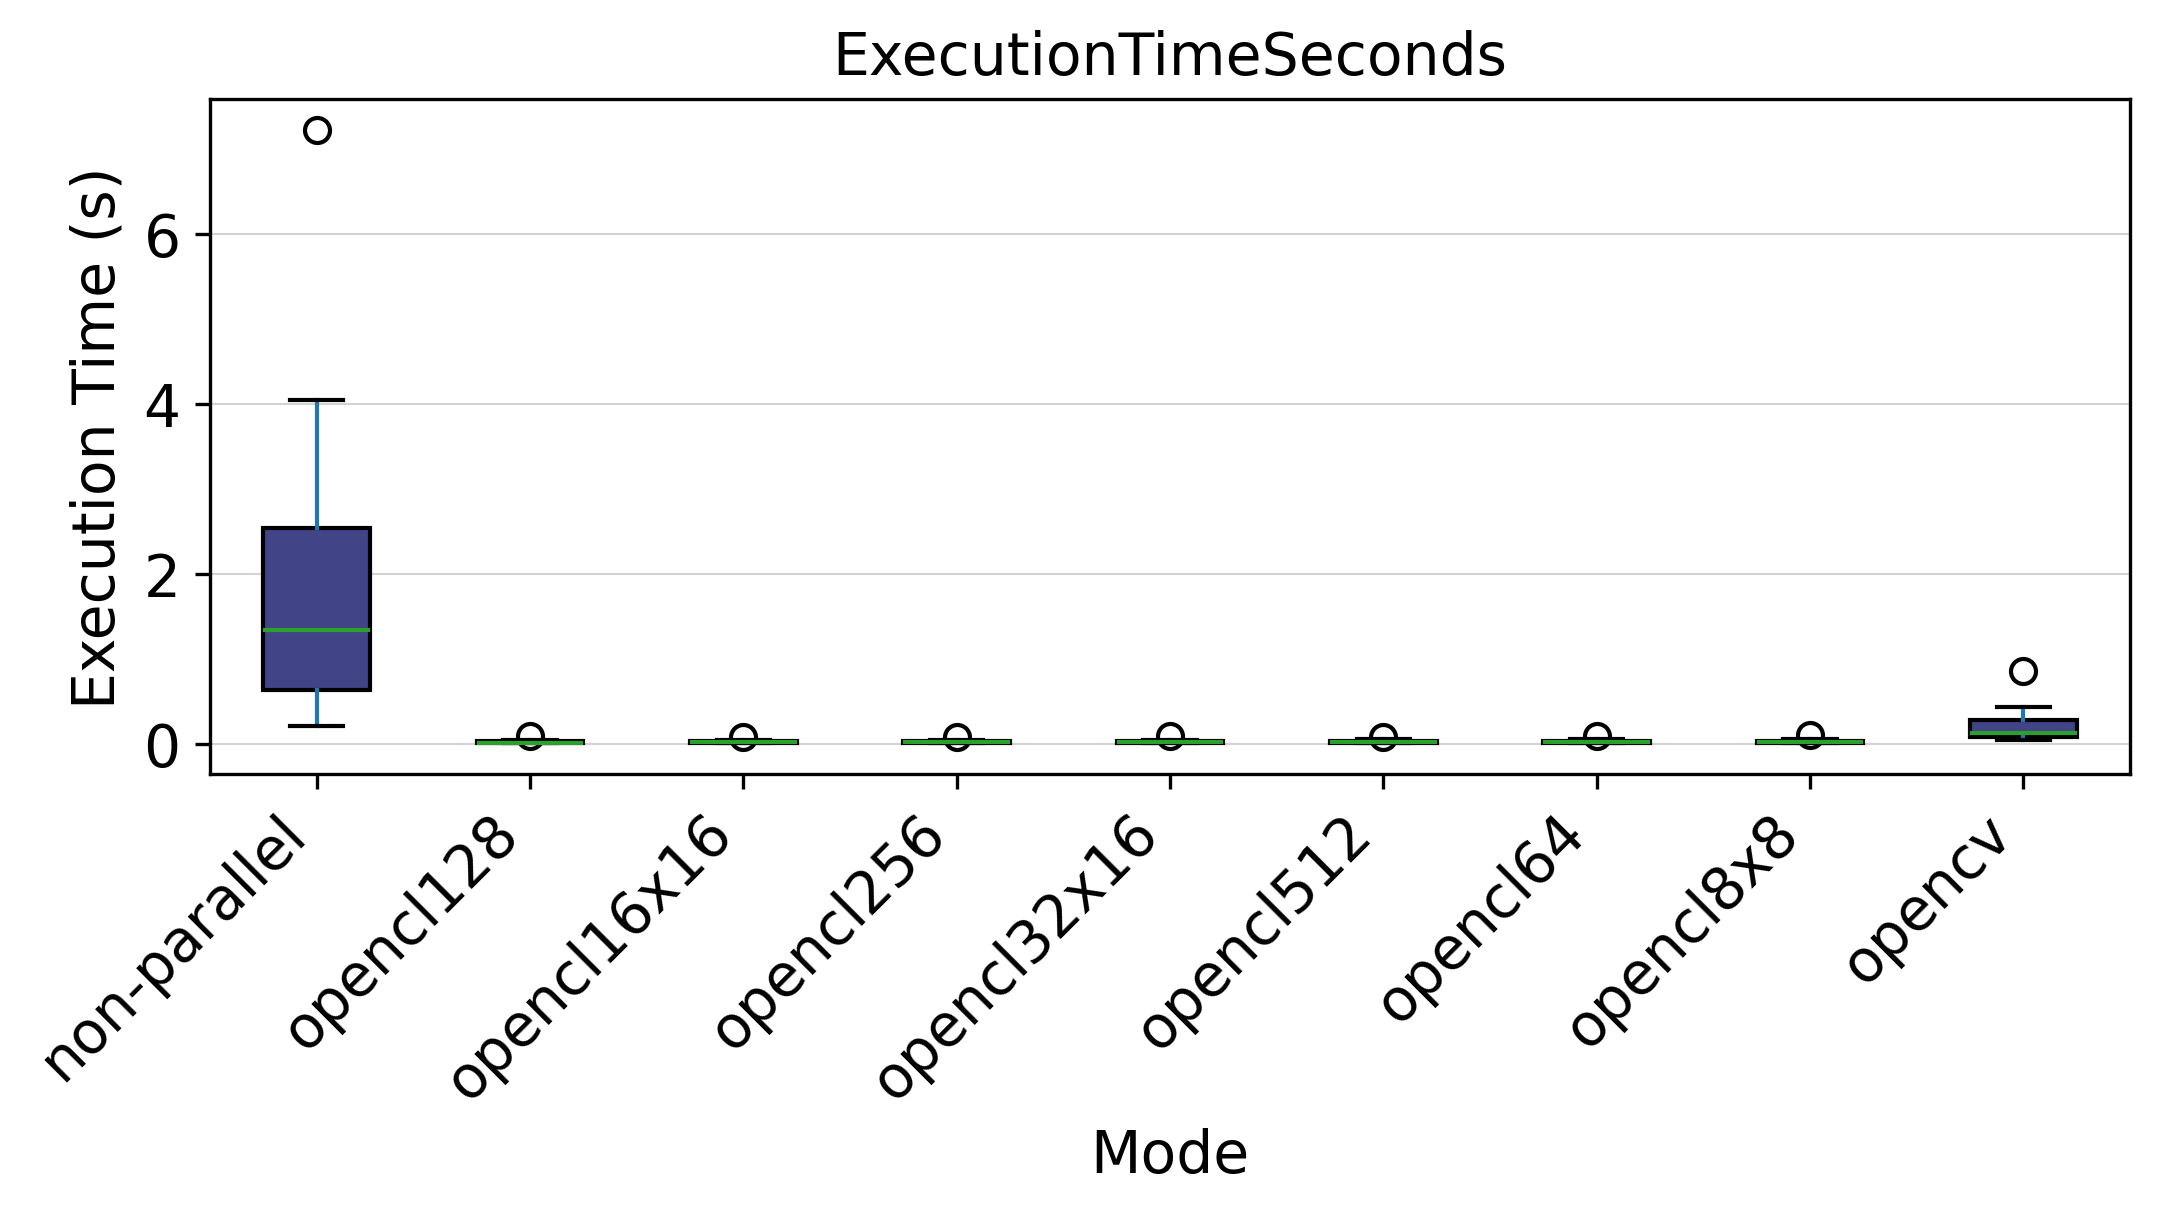 ExecutionTimeSeconds
Execution Time (s)
6
4
2
0
non-parallel
opencl128
opencl16x16
opencl256
opencl32x16
opencl512
opencl64
opencl8x8
opencv
Mode